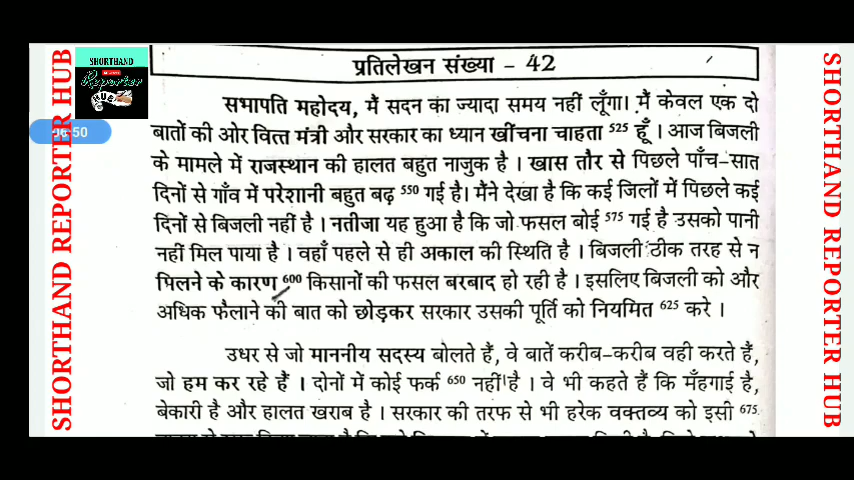 SHORTHAND
Reporter
HUB
SHORTHAND REPORTER HUB
SHORTHAND REPORTER HUB
प्रतिलेखन संख्या - 42
सभापति महोदय, मैं सदन का ज्यादा समय नहीं लूँगा। मैं केवल एक दो
बातों की ओर वित्त मंत्री और सरकार का ध्यान खींचना चाहता 525 हूँ । आज बिजली
के मामले में राजस्थान की हालत बहुत नाजुक है । खास तौर से पिछले पाँच-सात
दिनों से गाँव में परेशानी बहुत बढ़ 550 गई है। मैंने देखा है कि कई जिलों में पिछले कई
दिनों से बिजली नहीं है । नतीजा यह हुआ है कि जो फसल बोई 575 गई है उसको पानी
नहीं मिल पाया है । वहाँ पहले से ही अकाल की स्थिति है । बिजली ठीक तरह से न
मिलने के कारण 600 किसानों की फसल बरबाद हो रही है । इसलिए बिजली को और
अधिक फैलाने की बात को छोड़कर सरकार उसकी पूर्ति को नियमित 625 करे ।
उधर से जो माननीय सदस्य बोलते हैं, वे बातें करीब-करीब वही करते हैं,
जो हम कर रहे हैं । दोनों में कोई फर्क 650 नहीं है । वे भी कहते हैं कि मँहगाई है,
बेकारी है और हालत खराब है । सरकार की तरफ से भी हरेक वक्तव्य को इसी 675